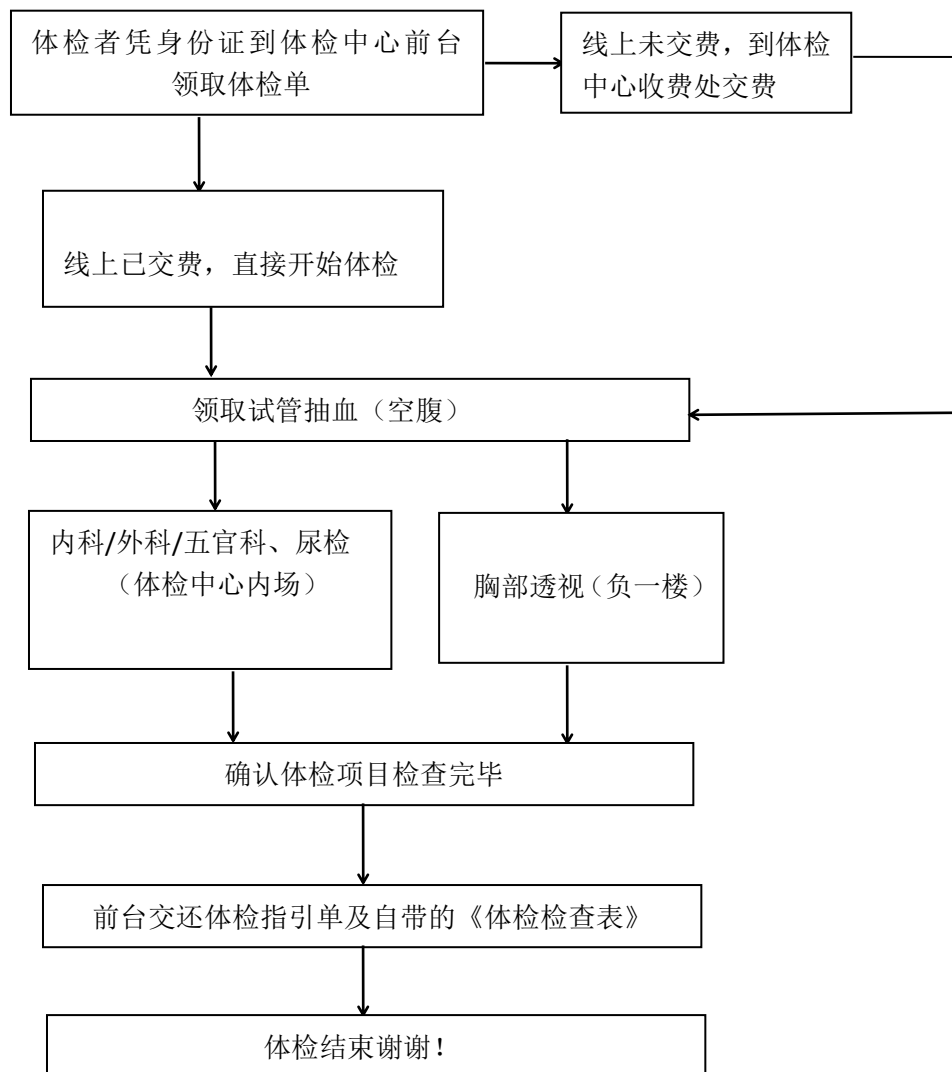 体检者凭身份证到体检中心前台
领取体检单
线上未交费，到体检
中心收费处交费
线上已交费，直接开始体检
领取试管抽血（空腹）
内科/外科/五官科、尿检
（体检中心内场）
胸部透视（负一楼）
确认体检项目检查完毕
前台交还体检指引单及自带的《体检检查表》
体检结束谢谢！